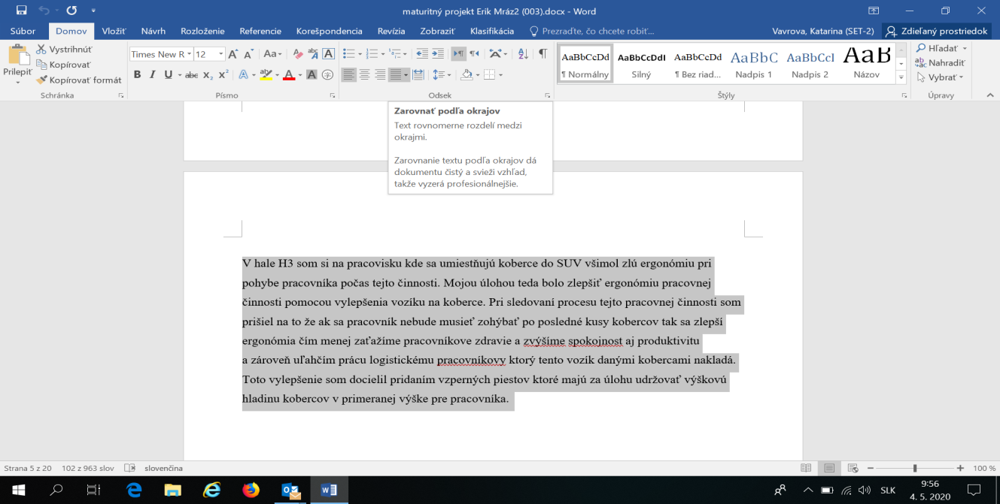 maturitný projekt Erik Mráz2 (003).docx - Word
Súbor Domov Vložiť Návrh Rozloženie Referencie Korešpondencia Revízia Zobraziť Klasifikácia Prezraďte, čo chcete robiť... Vavrova, Katarina (SET-2) Zdieľaný prostriedok
Prilepiť
Vystrihnúť
Kopírovať
Kopírovať formát
Schránka
Times New R 12
Písmo
Odsek
AaBbCcDd AaBbCcDdI AaBbCcDd AaBbC AaBbCcI AaB
¶ Normálny Silný ¶ Bez riad... Nadpis 1 Nadpis 2 Názov
Štýly
Hľadať
Nahradiť
Vybrať
Úpravy
Zarovnať podľa okrajov
Text rovnomerne rozdelí medzi
okrajmi.
Zarovnanie textu podľa okrajov dá
dokumentu čistý a svieži vzhľad,
takže vyzerá profesionálnejšie.
V hale H3 som si na pracovisku kde sa umiestňujú koberce do SUV všimol zlú ergonómiu pri
pohybe pracovníka počas tejto činnosti. Mojou úlohou teda bolo zlepšiť ergonómiu pracovnej
činnosti pomocou vylepšenia vozíku na koberce. Pri sledovaní procesu tejto pracovnej činnosti som
prišiel na to že ak sa pracovník nebude musieť zohýbať po posledné kusy kobercov tak sa zlepší
ergonómia čím menej zaťažíme pracovníkove zdravie a zvýšíme spokojnost aj produktivitu
a zároveň uľahčím prácu logistickému pracovníkovy ktorý tento vozík danými kobercami nakladá.
Toto vylepšenie som docielil pridaním vzperných piestov ktoré majú za úlohu udržovať výškovú
hladinu kobercov v primeranej výške pre pracovníka.
Strana 5 z 20 102 z 963 slov slovenčina 100 %
SLK
9:56
4. 5. 2020